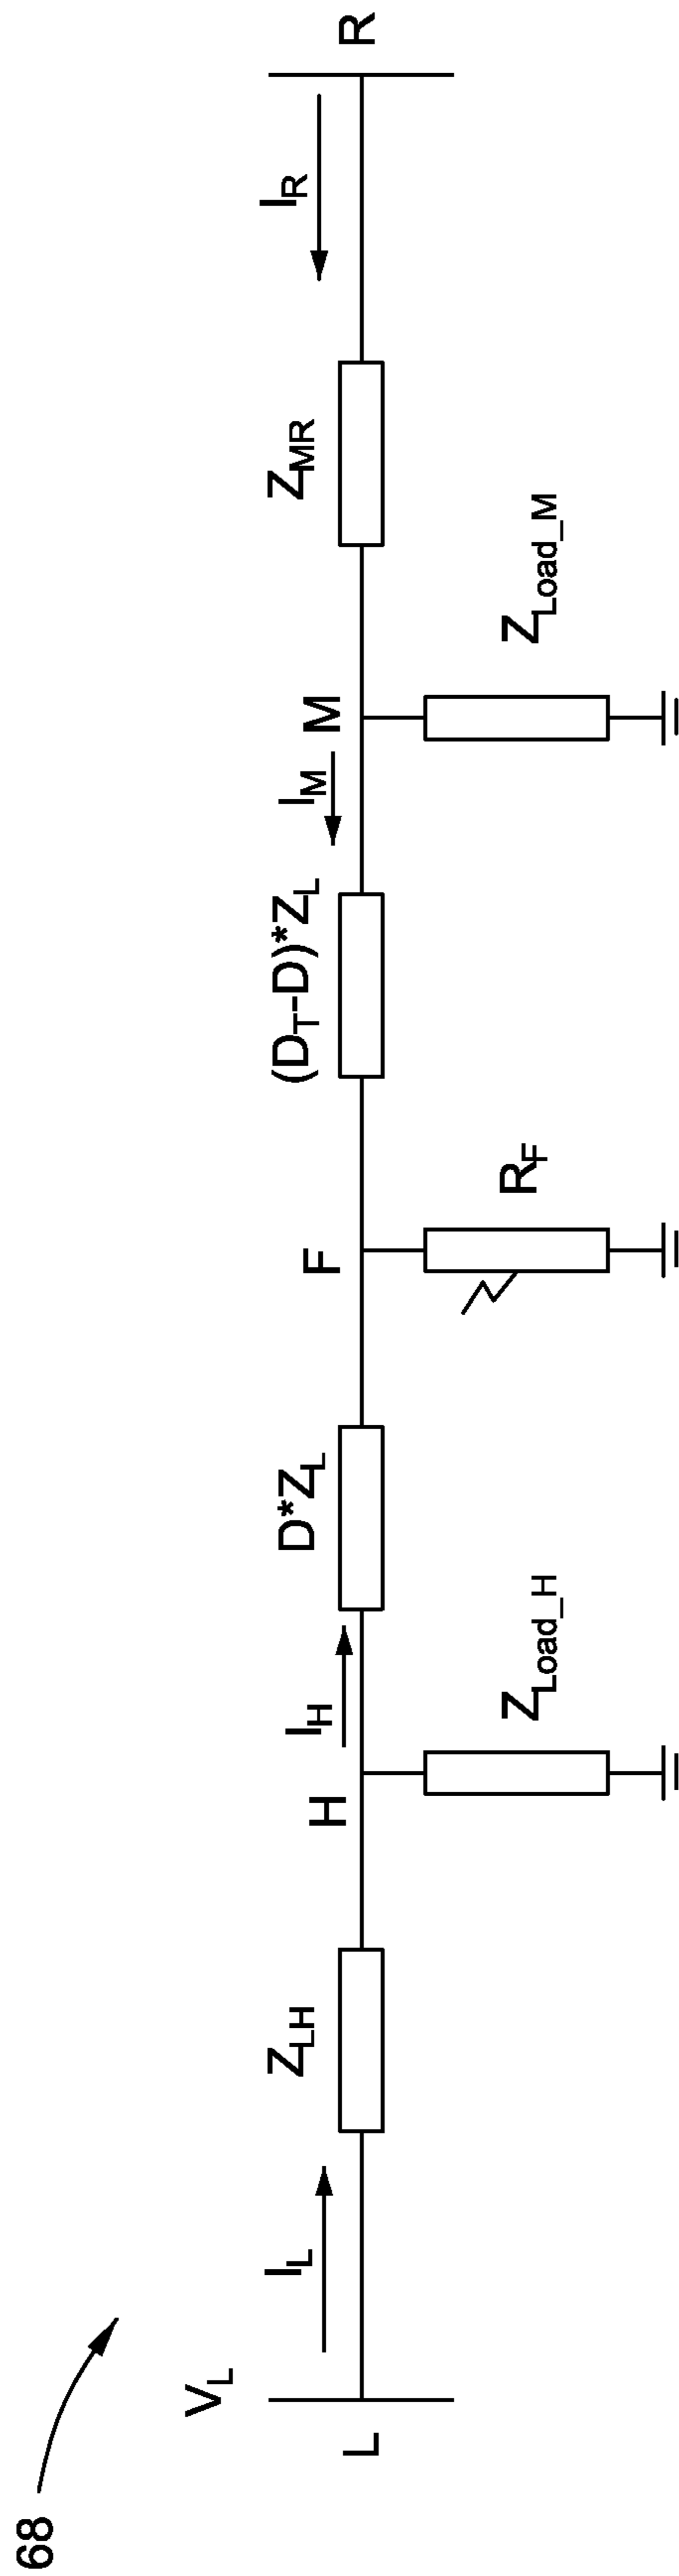 68
V_L
L
I_L
Z_LH
H
I_H
Z_Load_H
D*Z_L
F
R_F
(D_T-D)*Z_L
I_M
M
Z_Load_M
Z_MR
I_R
R